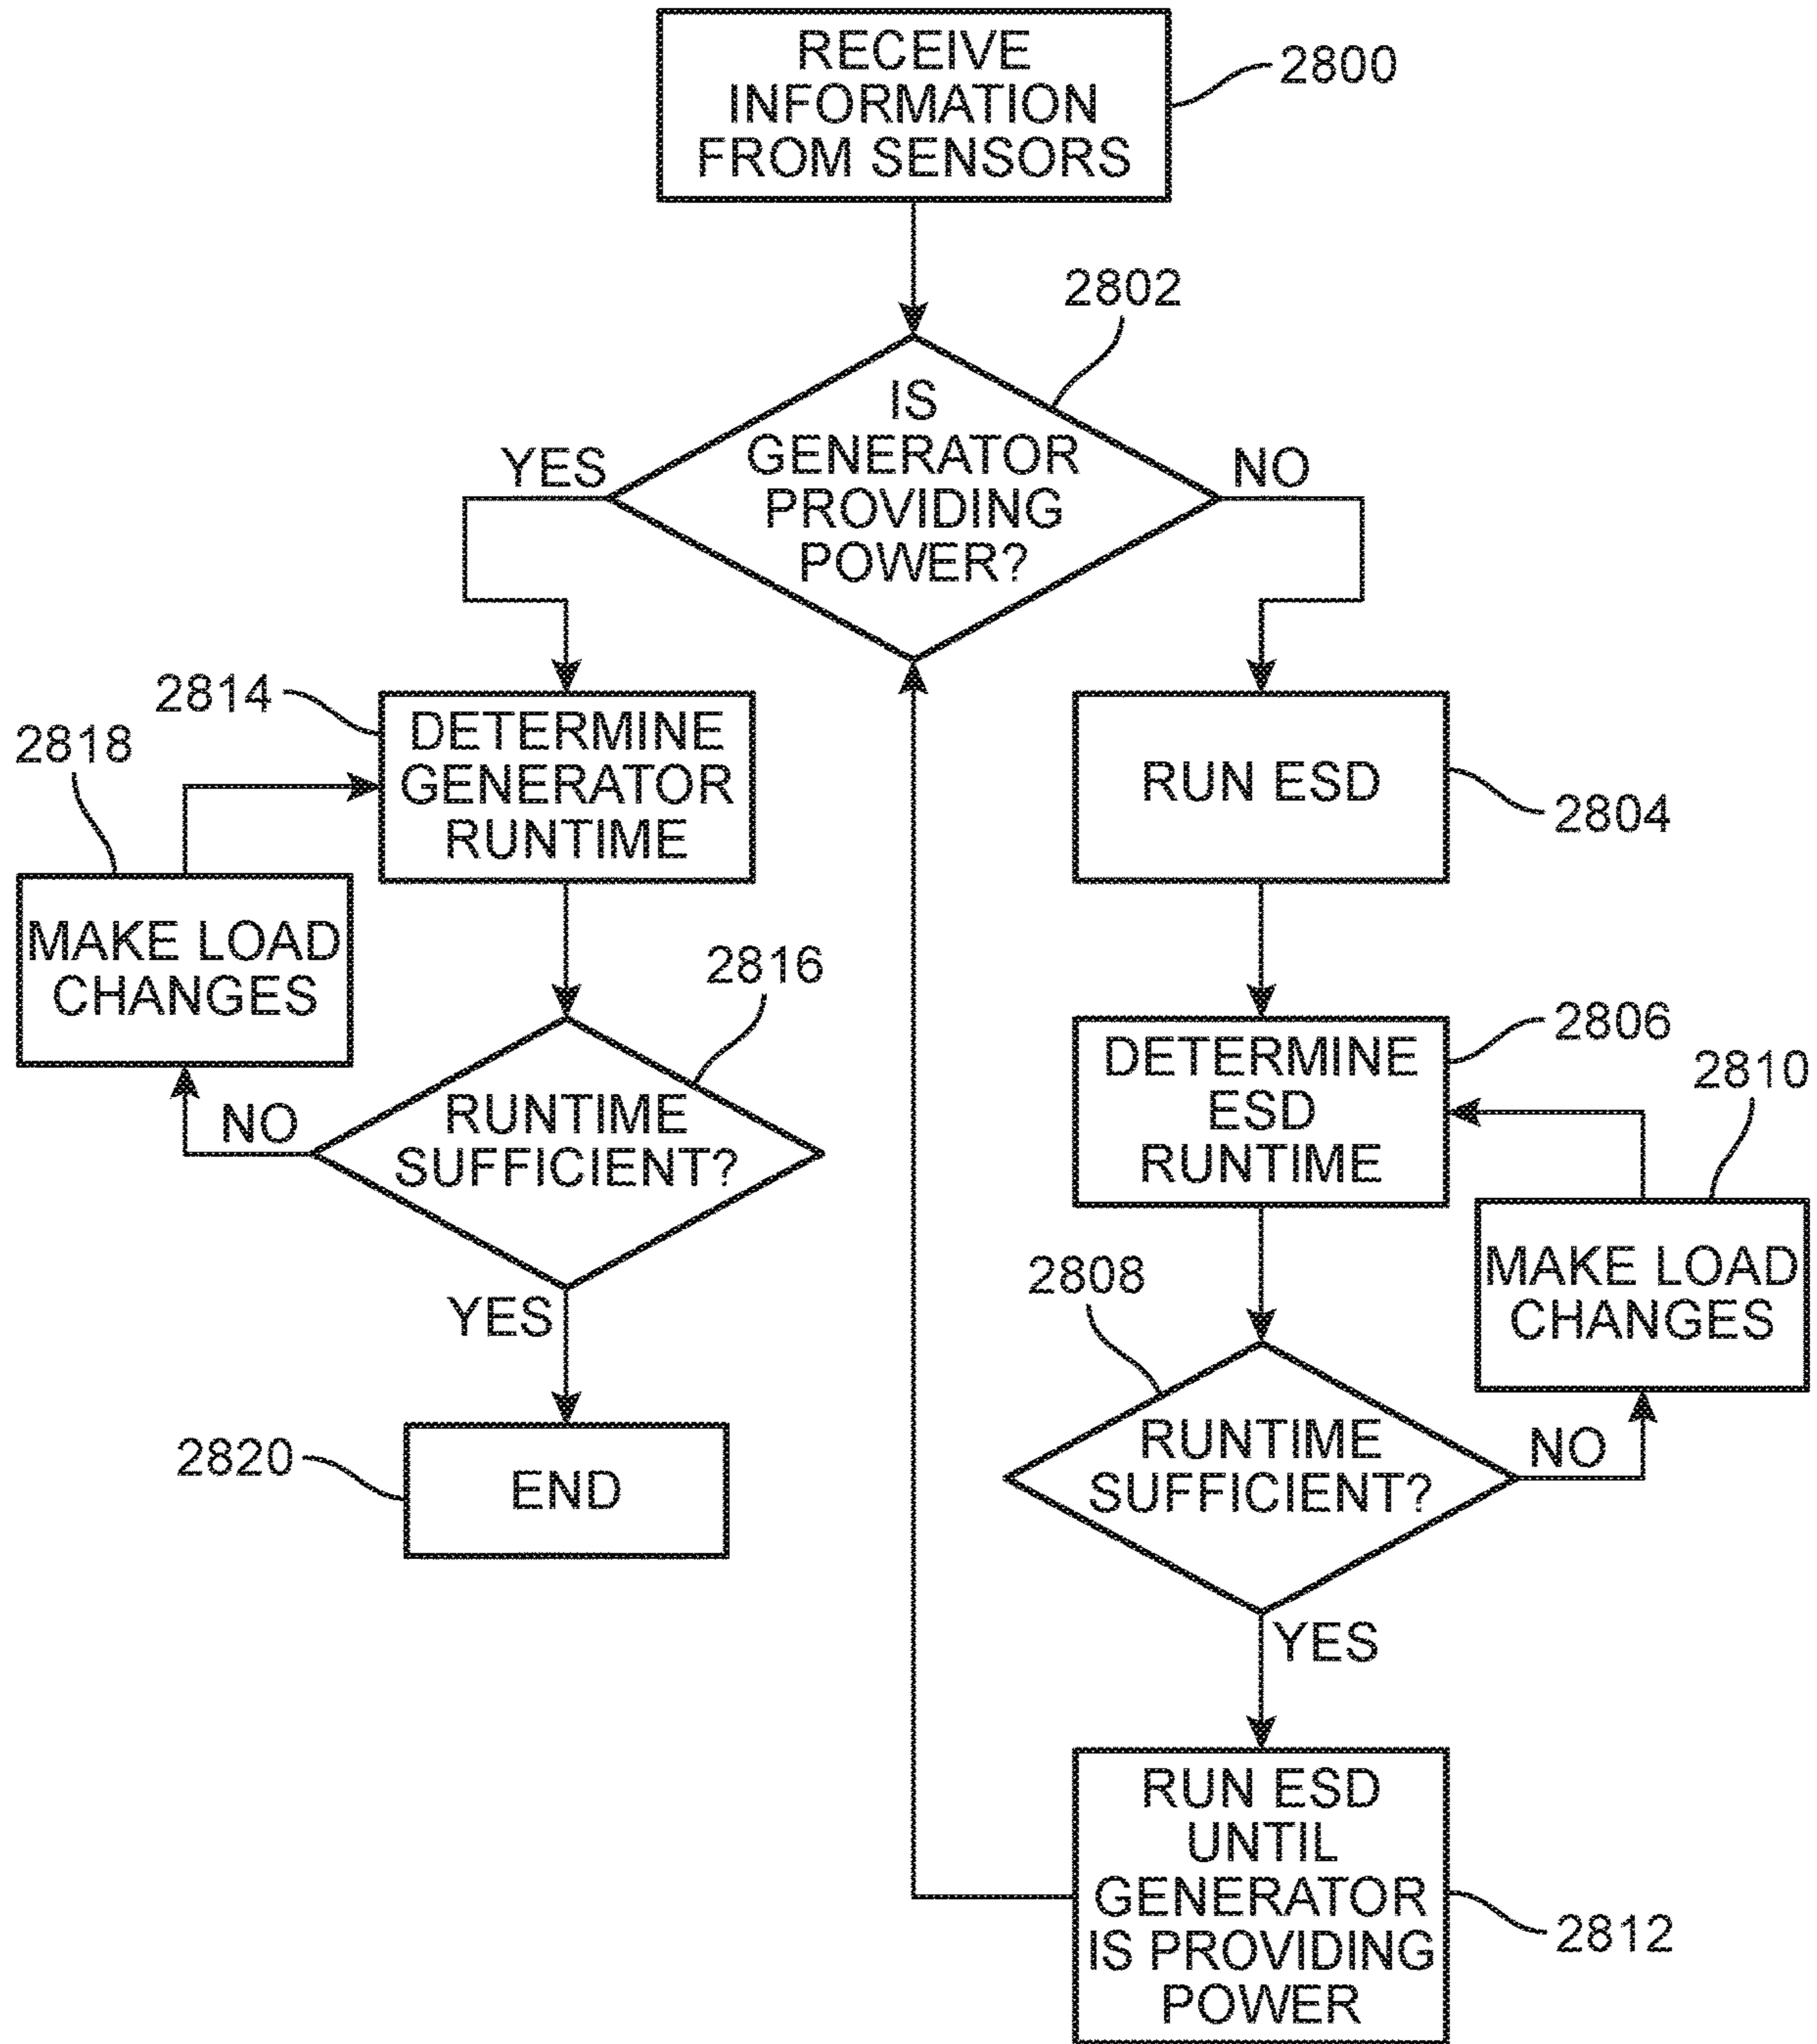 RECEIVE
INFORMATION
FROM SENSORS
2800
2802
IS
GENERATOR
PROVIDING
POWER?
YES
NO
2814
DETERMINE
GENERATOR
RUNTIME
2818
MAKE LOAD
CHANGES
2816
RUNTIME
SUFFICIENT?
NO
YES
2820
END
RUN ESD
2804
DETERMINE
ESD
RUNTIME
2806
2810
MAKE LOAD
CHANGES
2808
RUNTIME
SUFFICIENT?
NO
YES
RUN ESD
UNTIL
GENERATOR
IS PROVIDING
POWER
2812